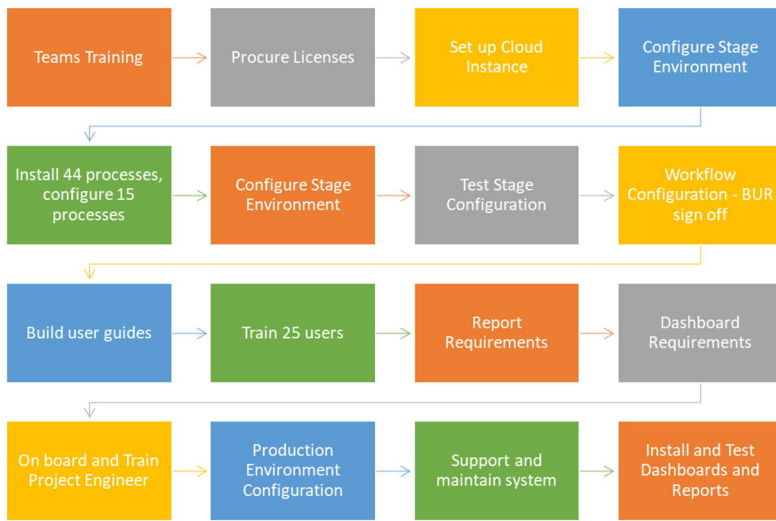 Teams Training
Procure Licenses
Set up Cloud
Instance
Configure Stage
Environment
Install 44 processes,
configure 15
processes
Configure Stage
Environment
Test Stage
Configuration
Workflow
Configuration - BUR
sign off
Build user guides
Train 25 users
Report
Requirements
Dashboard
Requirements
On board and Train
Project Engineer
Production
Environment
Configuration
Support and
maintain system
Install and Test
Dashboards and
Reports